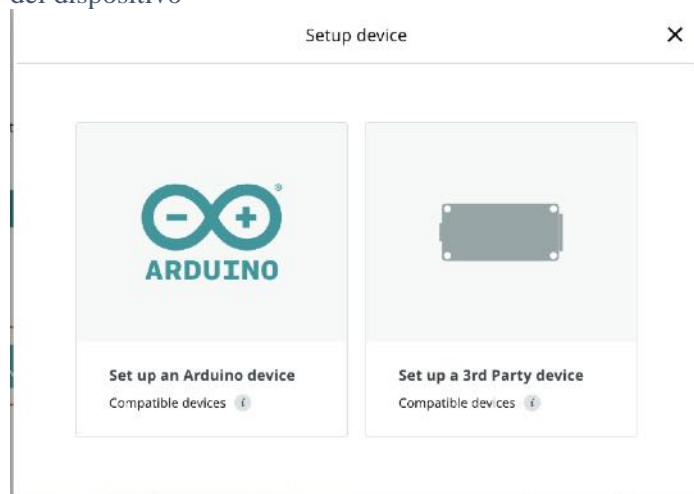 del dispositivo
Setup device
ARDUINO
Set up an Arduino device
Compatible devices i
Set up a 3rd Party device
Compatible devices i